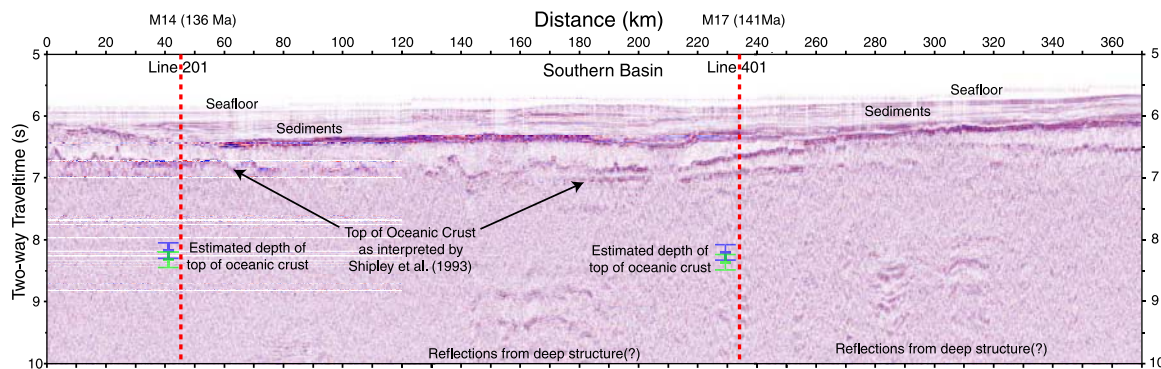 Distance (km)
M14 (136 Ma)
M17 (141Ma)
0 20 40 60 80 100 120 140 160 180 200 220 240 260 280 300 320 340 360
5
5
Line 201
Southern Basin
Line 401
Seafloor
Seafloor
Sediments
Sediments
6
6
7
7
8
8
9
9
10
10
Two-way Traveltime (s)
Two-way Traveltime (s)
Top of Oceanic Crust
as interpreted by
Shipley et al. (1993)
Estimated depth of
top of oceanic crust
Estimated depth of
top of oceanic crust
Reflections from deep structure(?)
Reflections from deep structure(?)